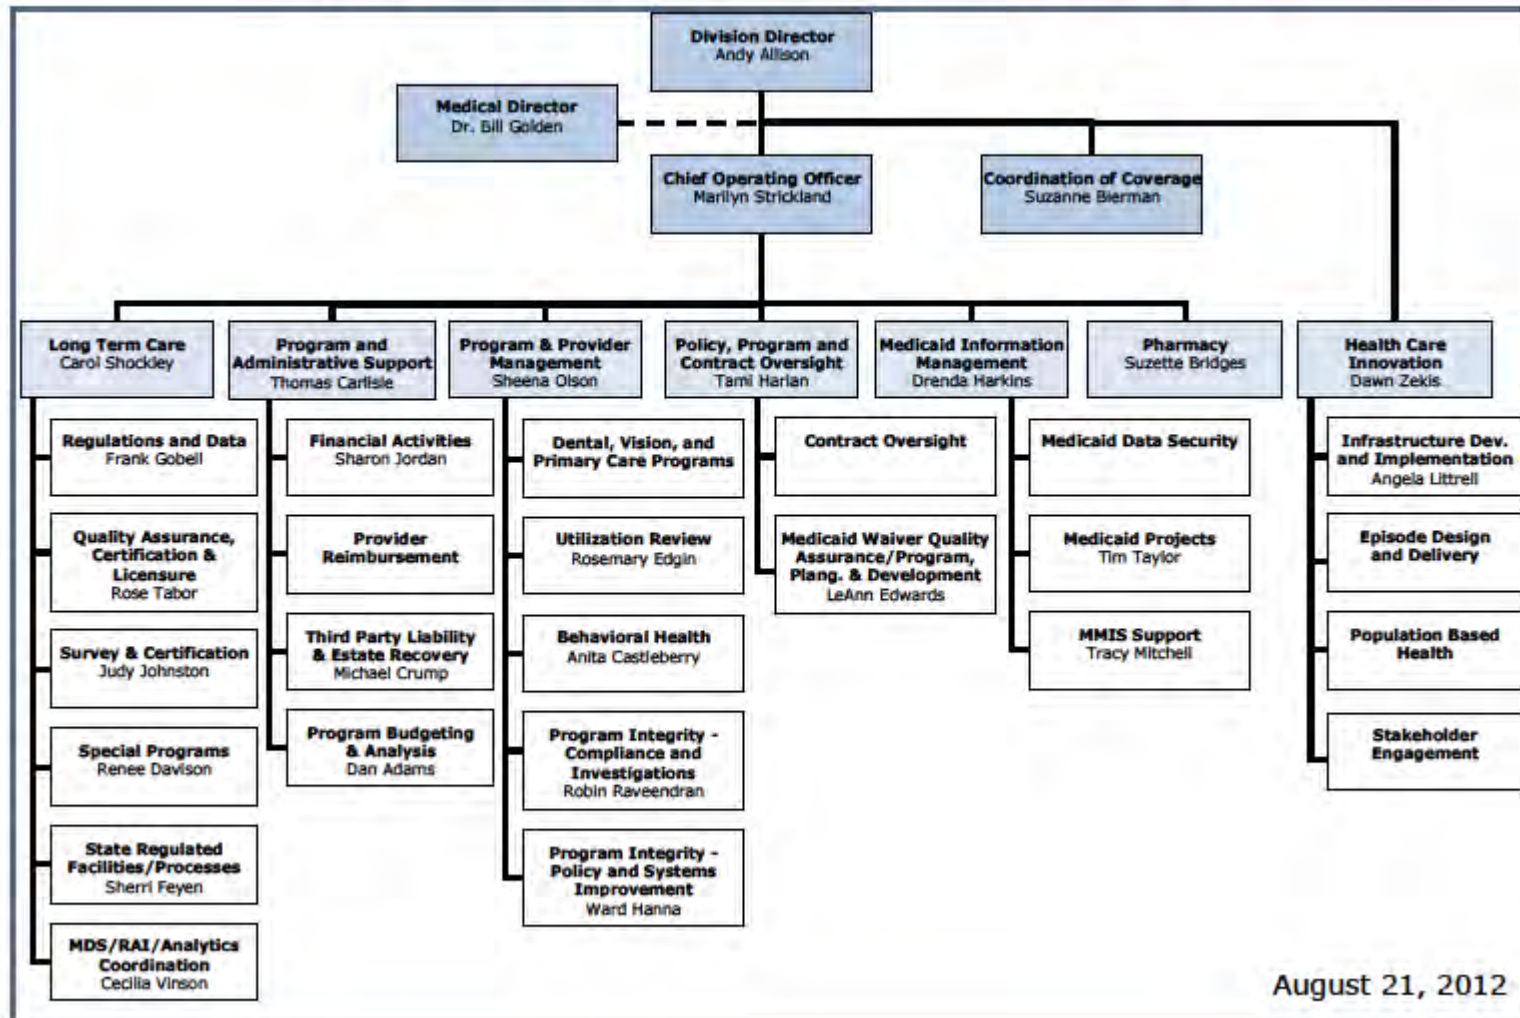 Division Director
Andy Allison
Medical Director
Dr. Bill Golden
Chief Operating Officer
Marilyn Strickland
Coordination of Coverage
Suzanne Bierman
Long Term Care
Carol Shockley
Program and
Administrative Support
Thomas Carlisle
Program & Provider
Management
Sheena Olson
Policy, Program and
Contract Oversight
Tami Harlan
Medicaid Information
Management
Drenda Harkins
Pharmacy
Suzette Bridges
Health Care
Innovation
Dawn Zekis
Regulations and Data
Frank Gobell
Quality Assurance,
Certification &
Licensure
Rose Tabor
Survey & Certification
Judy Johnston
Special Programs
Renee Davison
State Regulated
Facilities/Processes
Sherri Feyen
MDS/RAI/Analytics
Coordination
Cecilia Vinson
Financial Activities
Sharon Jordan
Provider
Reimbursement
Third Party Liability
& Estate Recovery
Michael Crump
Program Budgeting
& Analysis
Dan Adams
Dental, Vision, and
Primary Care Programs
Utilization Review
Rosemary Edgin
Behavioral Health
Anita Castleberry
Program Integrity -
Compliance and
Investigations
Robin Raveendran
Program Integrity -
Policy and Systems
Improvement
Ward Hanna
Contract Oversight
Medicaid Waiver Quality
Assurance/Program,
Plang. & Development
LeAnn Edwards
Medicaid Data Security
Medicaid Projects
Tim Taylor
MMIS Support
Tracy Mitchell
Infrastructure Dev.
and Implementation
Angela Littrell
Episode Design
and Delivery
Population Based
Health
Stakeholder
Engagement
August 21, 2012